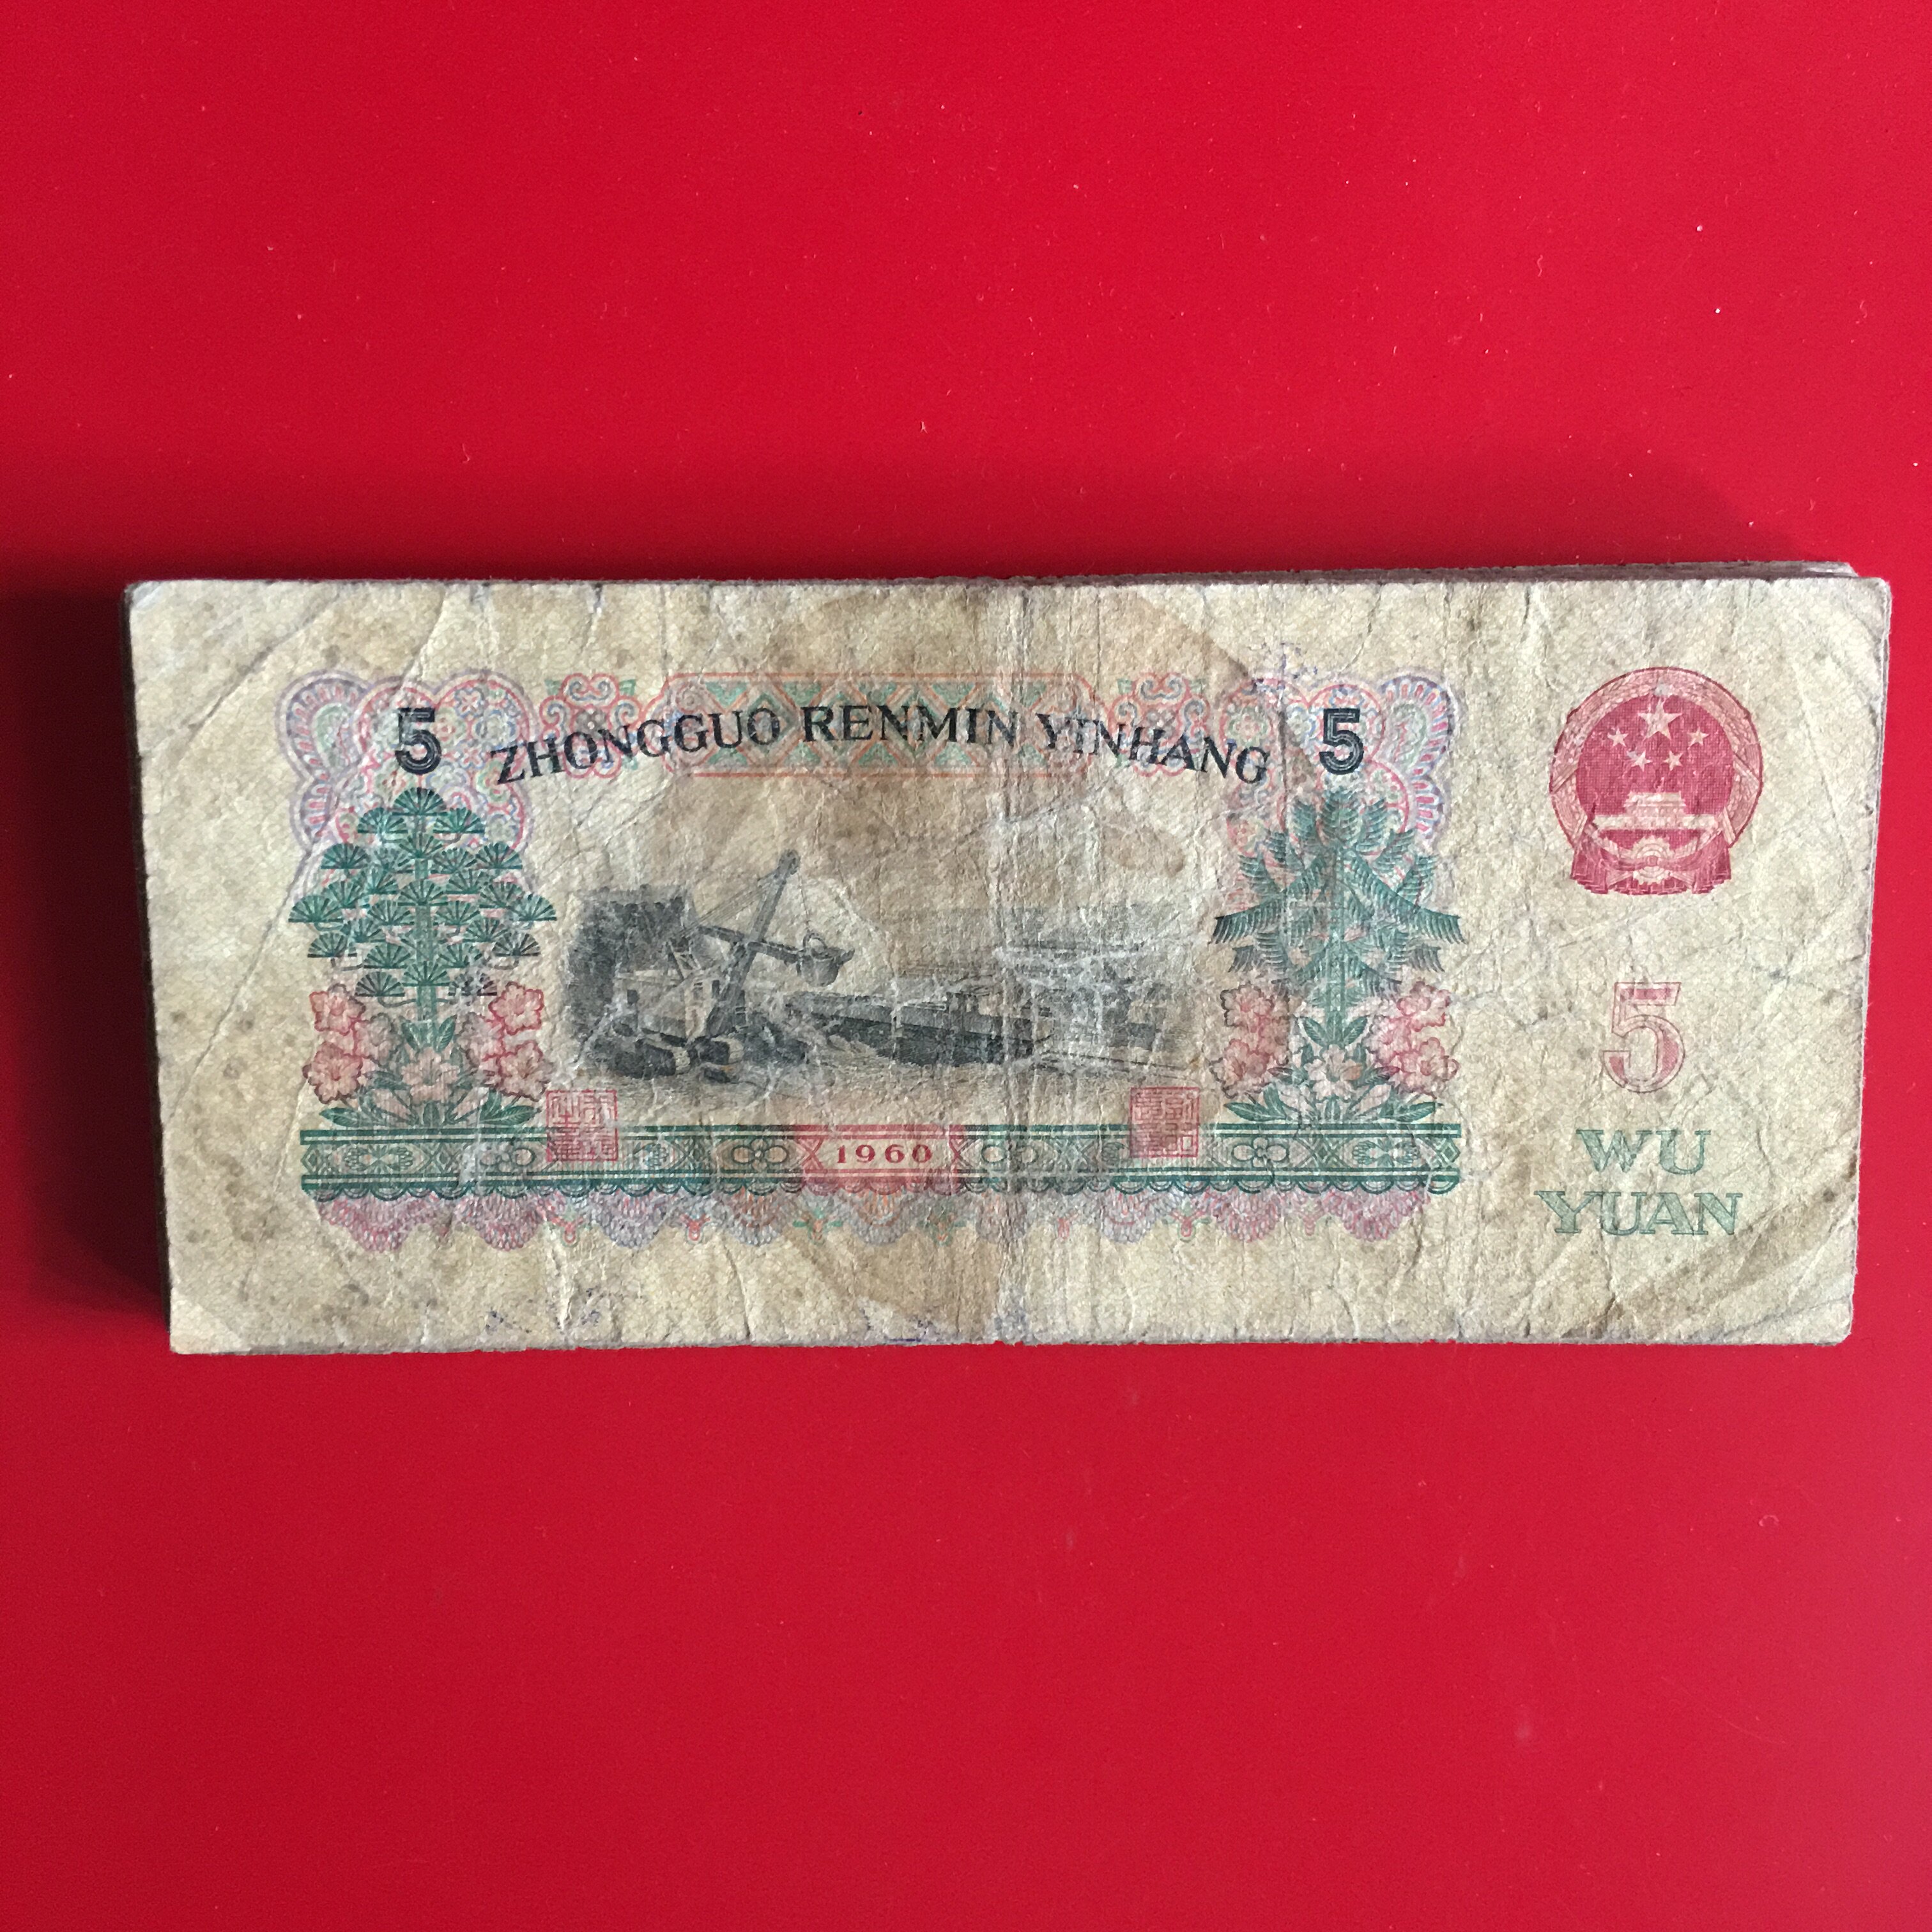 5 ZHONGGUO RENMIN YINHANG 5
5
WU
YUAN
1960